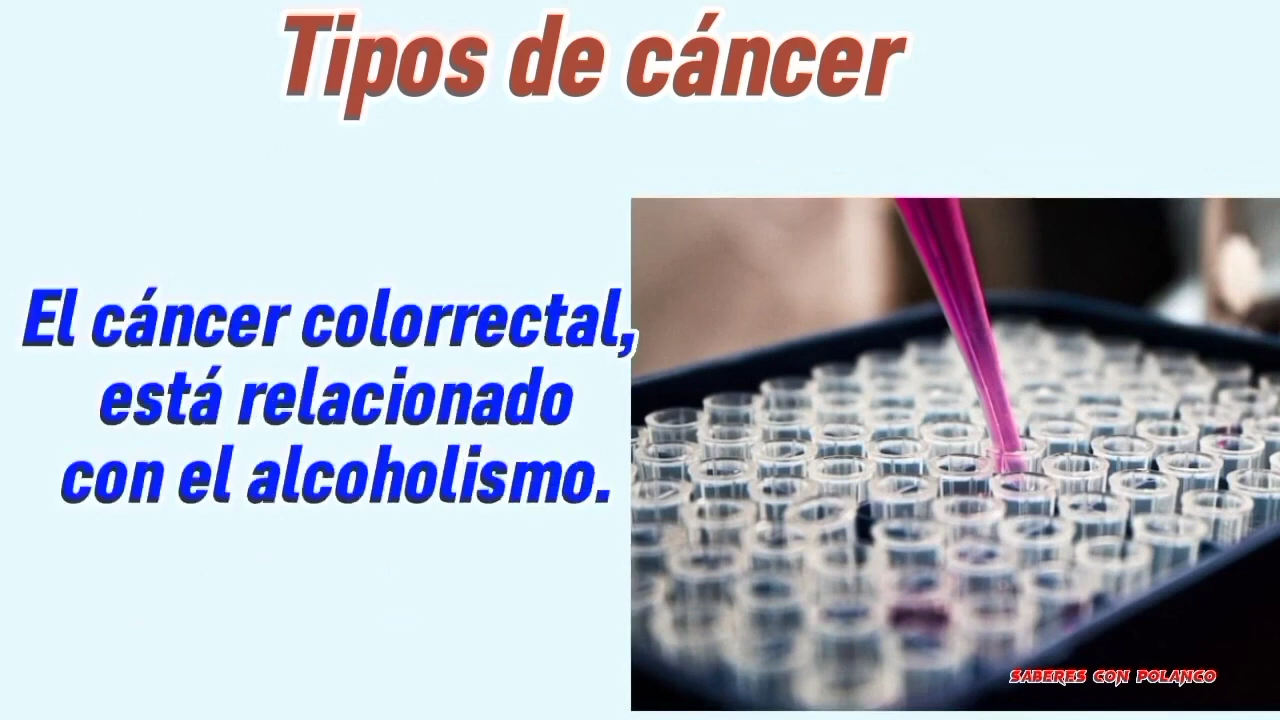 Tipos de cáncer
El cáncer colorrectal,
está relacionado
con el alcoholismo.
SABERES CON POLANCO